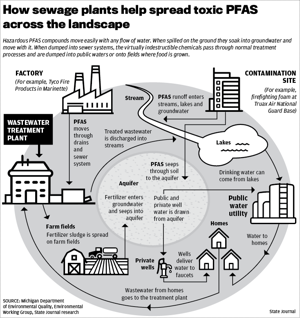 How sewage plants help spread toxic PFAS
across the landscape
Hazardous PFAS compounds move easily with any flow of water. When spilled on the ground they soak into groundwater and
move with it. When dumped into sewer systems, the virtually indestructible chemicals pass through normal treatment
processes and are dumped into public waters or onto fields where food is grown.
FACTORY
(For example, Tyco Fire
Products in Marinette)
CONTAMINATION
SITE
(For example,
firefighting foam at
Truax Air National
Guard Base)
Stream
PFAS runoff enters
streams, lakes and
groundwater
WASTEWATER
TREATMENT
PLANT
PFAS
moves
through
drains
and
sewer
system
Treated wastewater
is discharged into
streams
Lakes
PFAS seeps
through soil
to the aquifer
Drinking water can
come from lakes
Aquifer
Fertilizer enters
groundwater and
seeps into
aquifer
Public and
private well
water is drawn
from aquifer
Public
water
utility
Farm fields
Fertilizer sludge is spread
on farm fields
Homes
Water to
homes
Private
wells
Wells
deliver
water to
faucets
Wastewater from homes
goes to the treatment plant
SOURCE: Michigan Department
of Environmental Quality, Environmental
Working Group, State Journal research
State Journal